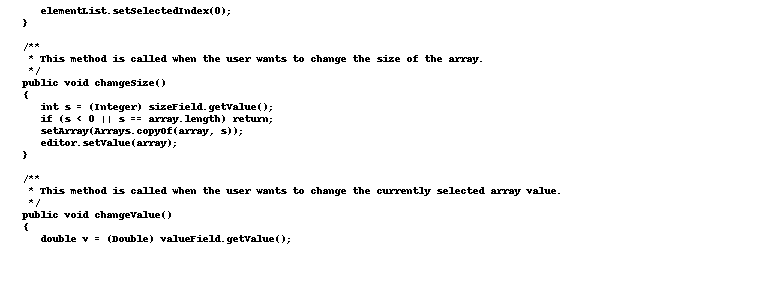 elementList.setSelectedIndex(0);
}
/**
* This method is called when the user wants to change the size of the array.
*/
public void changeSize()
{
int s = (Integer) sizeField.getValue();
if (s < 0 || s == array.length) return;
setArray(Arrays.copyOf(array, s));
editor.setValue(array);
}
/**
* This method is called when the user wants to change the currently selected array value.
*/
public void changeValue()
{
double v = (Double) valueField.getValue();